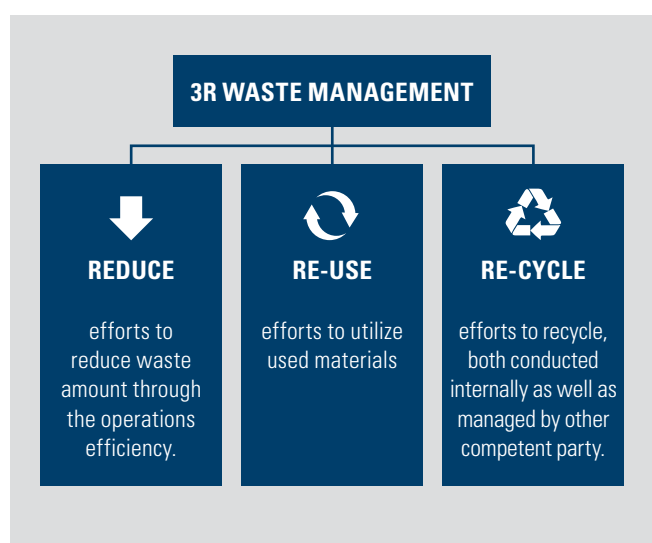 3R WASTE MANAGEMENT
REDUCE
efforts to
reduce waste
amount through
the operations
efficiency.
RE-USE
efforts to utilize
used materials
RE-CYCLE
efforts to recycle,
both conducted
internally as well as
managed by other
competent party.